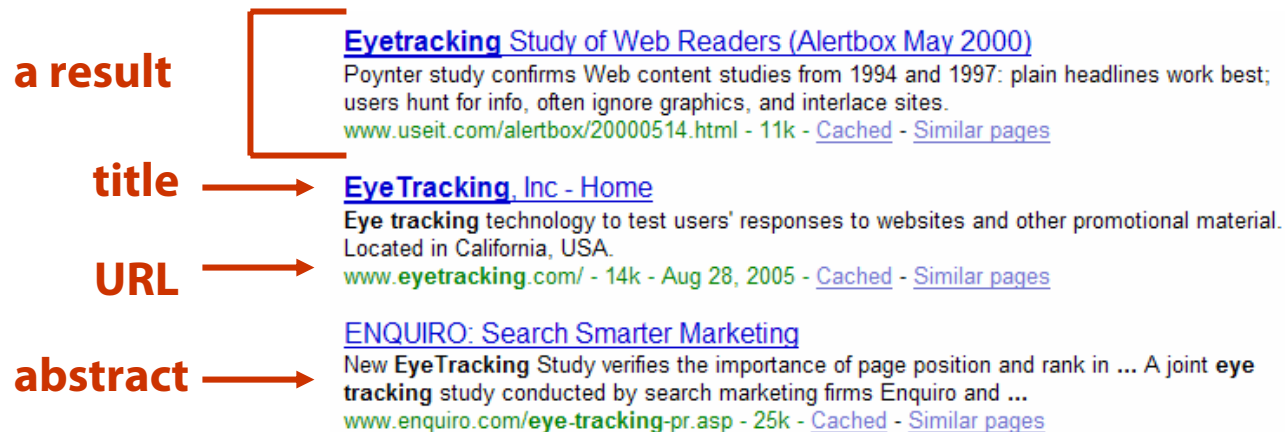 a result
Eyetracking Study of Web Readers (Alertbox May 2000)
Poynter study confirms Web content studies from 1994 and 1997: plain headlines work best;
users hunt for info, often ignore graphics, and interlace sites.
www.useit.com/alertbox/20000514.html - 11k - Cached - Similar pages
title
EyeTracking, Inc - Home
Eye tracking technology to test users' responses to websites and other promotional material.
Located in California, USA.
URL
www.eyetracking.com/ - 14k - Aug 28, 2005 - Cached - Similar pages
ENQUIRO: Search Smarter Marketing
abstract
New EyeTracking Study verifies the importance of page position and rank in ... A joint eye
tracking study conducted by search marketing firms Enquiro and ...
www.enquiro.com/eye-tracking-pr.asp - 25k - Cached - Similar pages